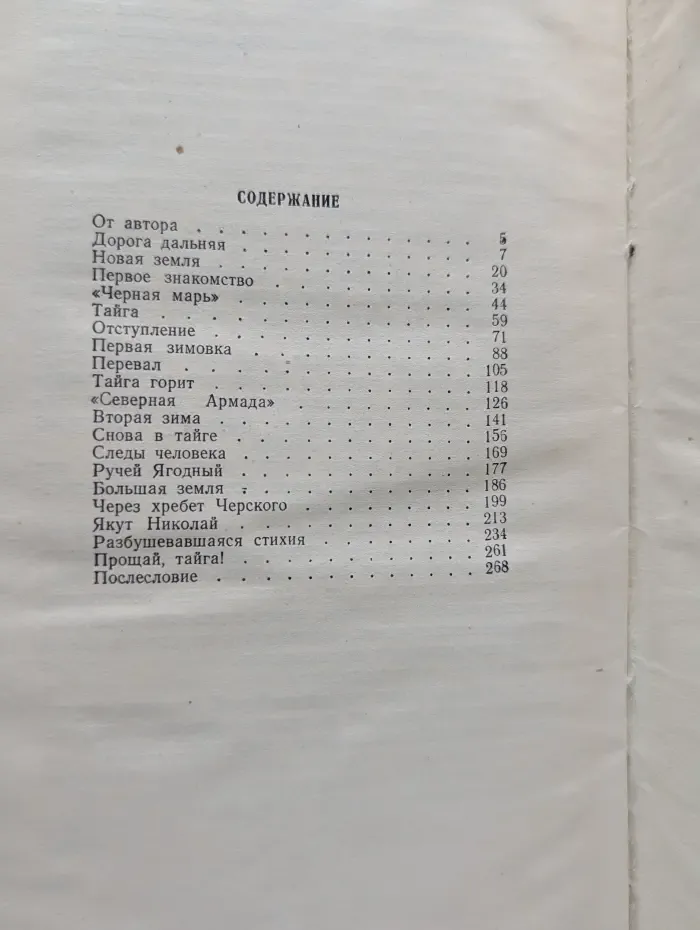 СОДЕРЖАНИЕ
От автора . . . . . . . . . . . . . 5
Дорога дальняя . . . . . . . . . . . 7
Новая земля . . . . . . . . . . . . 20
Первое знакомство . . . . . . . . . . 34
«Черная марь» . . . . . . . . . . . 44
Тайга . . . . . . . . . . . . . . 59
Отступление . . . . . . . . . . . . 71
Первая зимовка . . . . . . . . . . . 88
Перевал . . . . . . . . . . . . . 105
Тайга горит . . . . . . . . . . . . 118
«Северная Армада» . . . . . . . . . . 126
Вторая зима . . . . . . . . . . . . 141
Снова в тайге . . . . . . . . . . . 156
Следы человека . . . . . . . . . . . 169
Ручей Ягодный . . . . . . . . . . . 177
Большая земля . . . . . . . . . . . 186
Через хребет Черского . . . . . . . . . 199
Якут Николай . . . . . . . . . . . 213
Разбушевавшаяся стихия . . . . . . . . 234
Прощай, тайга! . . . . . . . . . . . 261
Послесловие . . . . . . . . . . . . 268